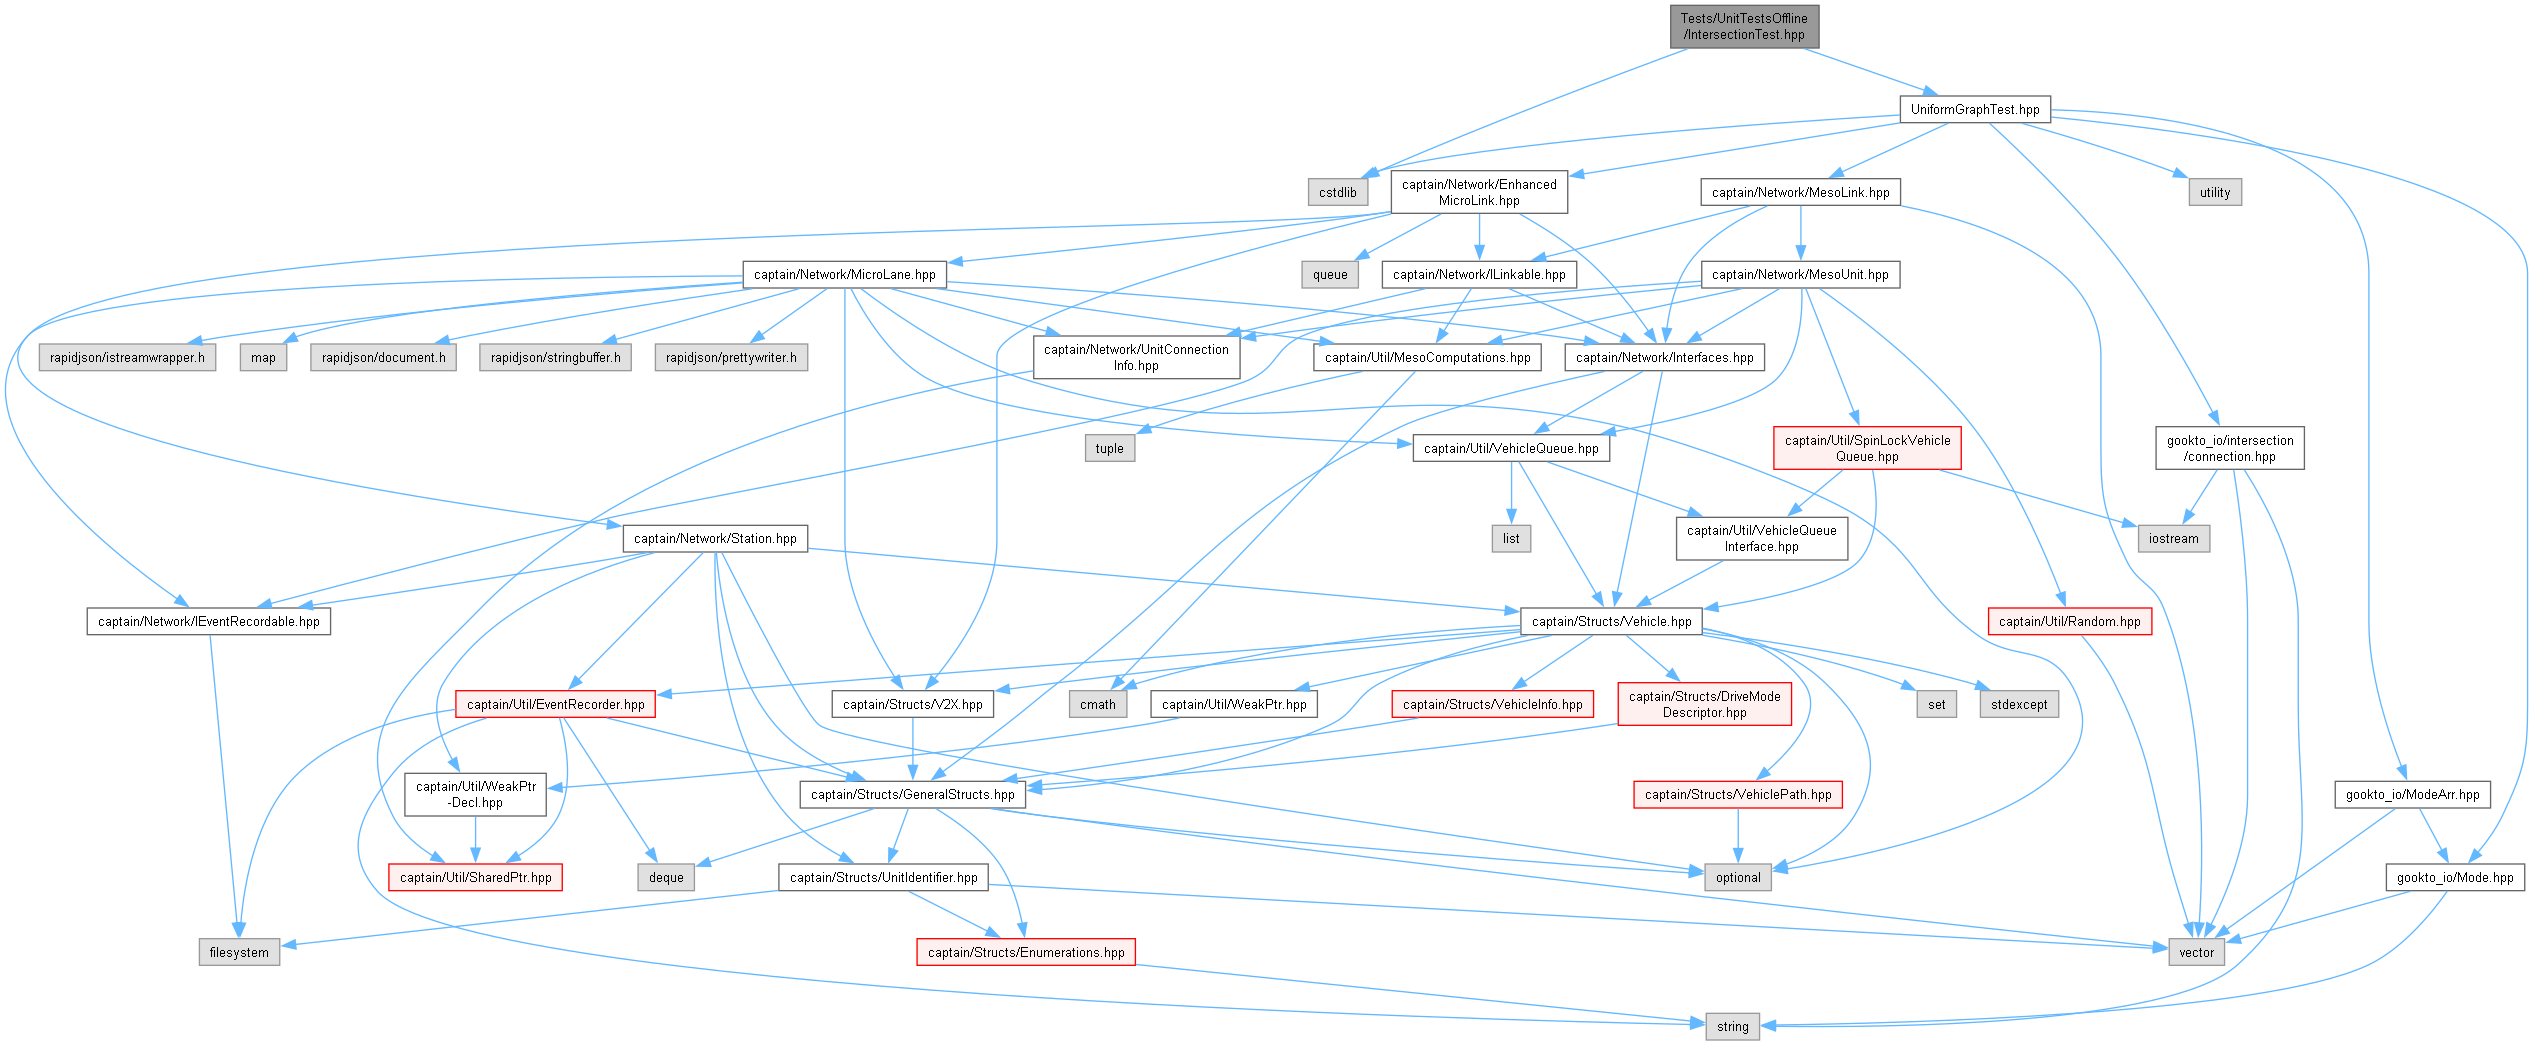 Tests/UnitTestsOffline
/IntersectionTest.hpp
UniformGraphTest.hpp
cstdlib
captain/Network/Enhanced
MicroLink.hpp
captain/Network/MesoLink.hpp
utility
captain/Network/MicroLane.hpp
queue
captain/Network/ILinkable.hpp
captain/Network/MesoUnit.hpp
rapidjson/istreamwrapper.h
map
rapidjson/document.h
rapidjson/stringbuffer.h
rapidjson/prettywriter.h
captain/Network/UnitConnection
Info.hpp
captain/Util/MesoComputations.hpp
captain/Network/Interfaces.hpp
tuple
captain/Util/VehicleQueue.hpp
captain/Util/SpinLockVehicle
Queue.hpp
gookto_io/intersection
/connection.hpp
captain/Network/Station.hpp
list
captain/Util/VehicleQueue
Interface.hpp
iostream
captain/Network/IEventRecordable.hpp
captain/Structs/Vehicle.hpp
captain/Util/Random.hpp
captain/Util/EventRecorder.hpp
captain/Structs/V2X.hpp
cmath
captain/Util/WeakPtr.hpp
captain/Structs/VehicleInfo.hpp
captain/Structs/DriveMode
Descriptor.hpp
set
stdexcept
captain/Util/WeakPtr
-Decl.hpp
captain/Structs/GeneralStructs.hpp
captain/Structs/VehiclePath.hpp
gookto_io/ModeArr.hpp
captain/Util/SharedPtr.hpp
deque
captain/Structs/UnitIdentifier.hpp
optional
gookto_io/Mode.hpp
filesystem
captain/Structs/Enumerations.hpp
vector
string